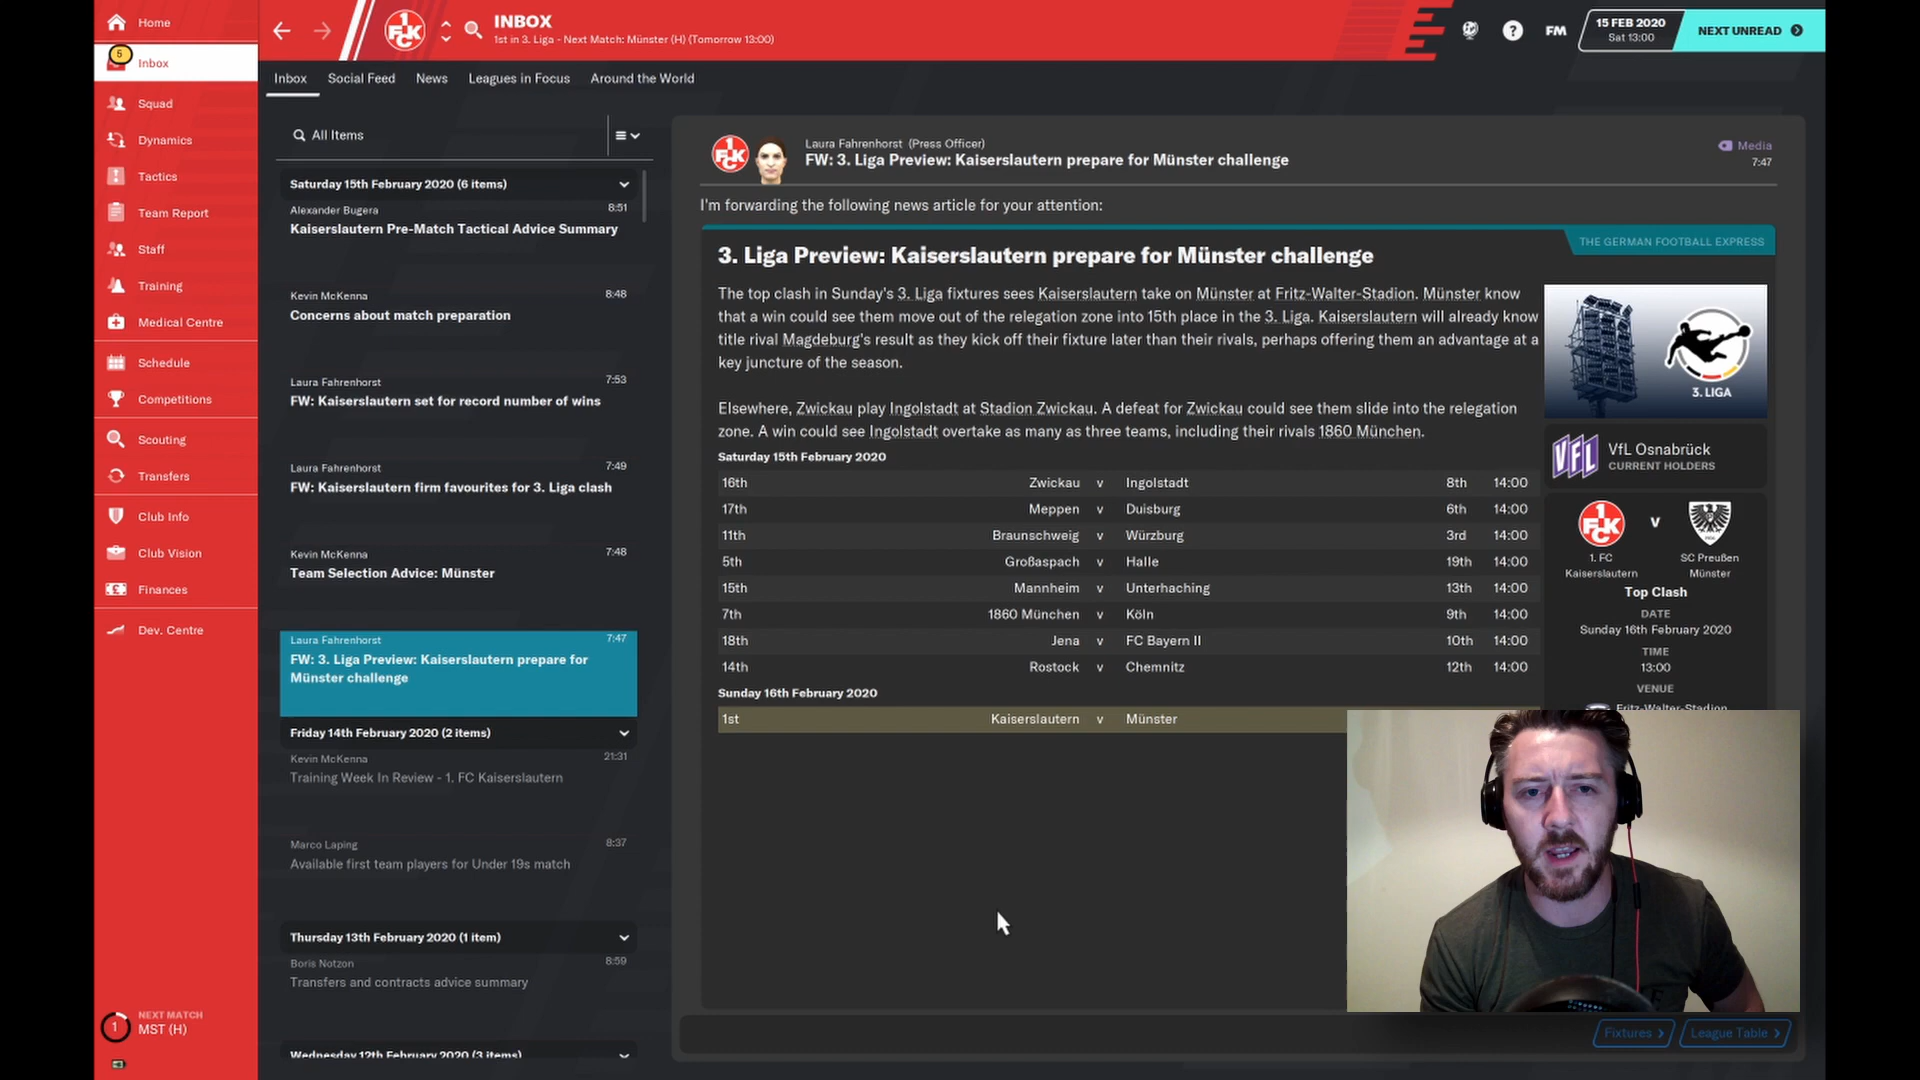 Home
5
Inbox
Squad
Dynamics
Tactics
Team Report
Staff
Training
Medical Centre
Schedule
Competitions
Scouting
Transfers
Club Info
Club Vision
Finances
Dev. Centre
1
NEXT MATCH
MST (H)
1 FCK
INBOX
1st in 3. Liga - Next Match: Münster (H) (Tomorrow 13:00)
?
FM
15 FEB 2020
Sat 13:00
NEXT UNREAD
Inbox Social Feed News Leagues in Focus Around the World
All Items
Saturday 15th February 2020 (6 items)
Alexander Bugera 8:51
Kaiserslautern Pre-Match Tactical Advice Summary
Kevin McKenna 8:48
Concerns about match preparation
Laura Fahrenhorst 7:53
FW: Kaiserslautern set for record number of wins
Laura Fahrenhorst 7:49
FW: Kaiserslautern firm favourites for 3. Liga clash
Kevin McKenna 7:48
Team Selection Advice: Münster
Laura Fahrenhorst 7:47
FW: 3. Liga Preview: Kaiserslautern prepare for
Münster challenge
Friday 14th February 2020 (2 items)
Kevin McKenna 21:31
Training Week In Review - 1. FC Kaiserslautern
Marco Laping 8:37
Available first team players for Under 19s match
Thursday 13th February 2020 (1 item)
Boris Notzon 8:59
Transfers and contracts advice summary
Wednesday 12th February 2020 (3 items)
1 FCK
Laura Fahrenhorst (Press Officer)
FW: 3. Liga Preview: Kaiserslautern prepare for Münster challenge
Media
7:47
I'm forwarding the following news article for your attention:
THE GERMAN FOOTBALL EXPRESS
3. Liga Preview: Kaiserslautern prepare for Münster challenge
The top clash in Sunday's 3. Liga fixtures sees Kaiserslautern take on Münster at Fritz-Walter-Stadion. Münster know
that a win could see them move out of the relegation zone into 15th place in the 3. Liga. Kaiserslautern will already know
title rival Magdeburg's result as they kick off their fixture later than their rivals, perhaps offering them an advantage at a
key juncture of the season.
Elsewhere, Zwickau play Ingolstadt at Stadion Zwickau. A defeat for Zwickau could see them slide into the relegation
zone. A win could see Ingolstadt overtake as many as three teams, including their rivals 1860 München.
Saturday 15th February 2020
16th Zwickau v Ingolstadt 8th 14:00
17th Meppen v Duisburg 6th 14:00
11th Braunschweig v Würzburg 3rd 14:00
5th Großaspach v Halle 19th 14:00
15th Mannheim v Unterhaching 13th 14:00
7th 1860 München v Köln 9th 14:00
18th Jena v FC Bayern II 10th 14:00
14th Rostock v Chemnitz 12th 14:00
Sunday 16th February 2020
1st Kaiserslautern v Münster
3. LIGA
VFL
VfL Osnabrück
CURRENT HOLDERS
1 FCK v
1. FC
Kaiserslautern
SC Preußen
Münster
Top Clash
DATE
Sunday 16th February 2020
TIME
13:00
VENUE
Fritz-Walter-Stadion
Fixtures
League Table